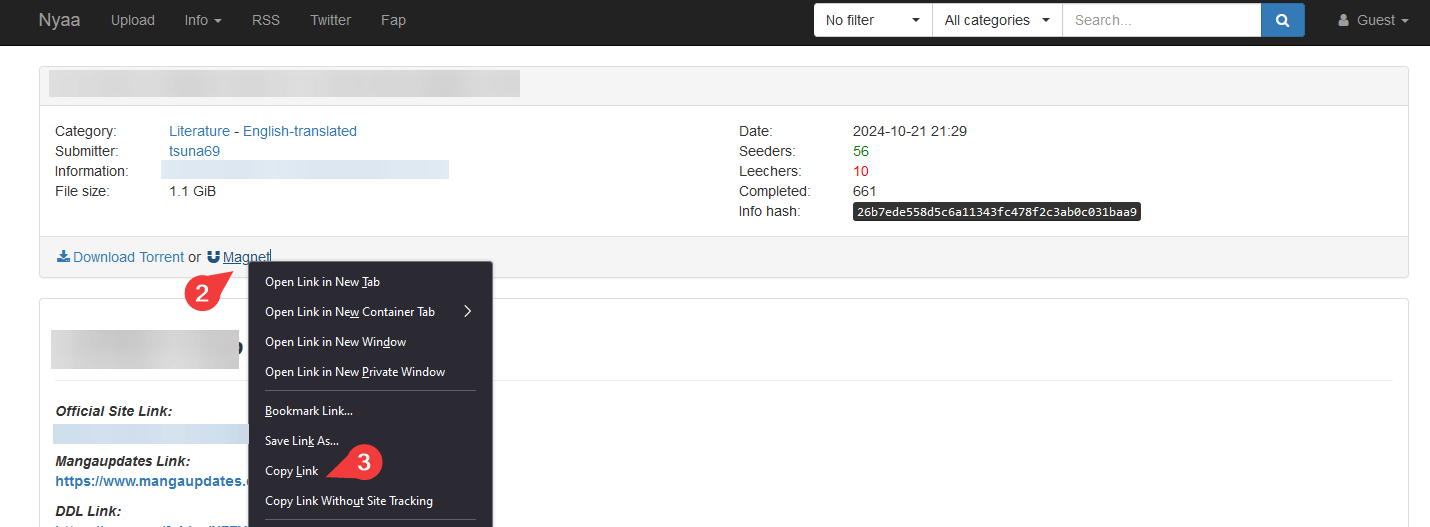 Nyaa Upload Info RSS Twitter Fap No filter All categories Search... Guest
Category: Literature - English-translated Date: 2024-10-21 21:29
Submitter: tsuna69 Seeders: 56
Information: Leechers: 10
File size: 1.1 GiB Completed: 661
Info hash: 26b7ede558d5c6a11343fc478f2c3ab0c031baa9
Download Torrent or Magnet
2
Open Link in New Tab
Open Link in New Container Tab
Open Link in New Window
Open Link in New Private Window
Bookmark Link...
Save Link As...
Copy Link
3
Copy Link Without Site Tracking
Official Site Link:
Mangaupdates Link:
https://www.mangaupdates.
DDL Link: